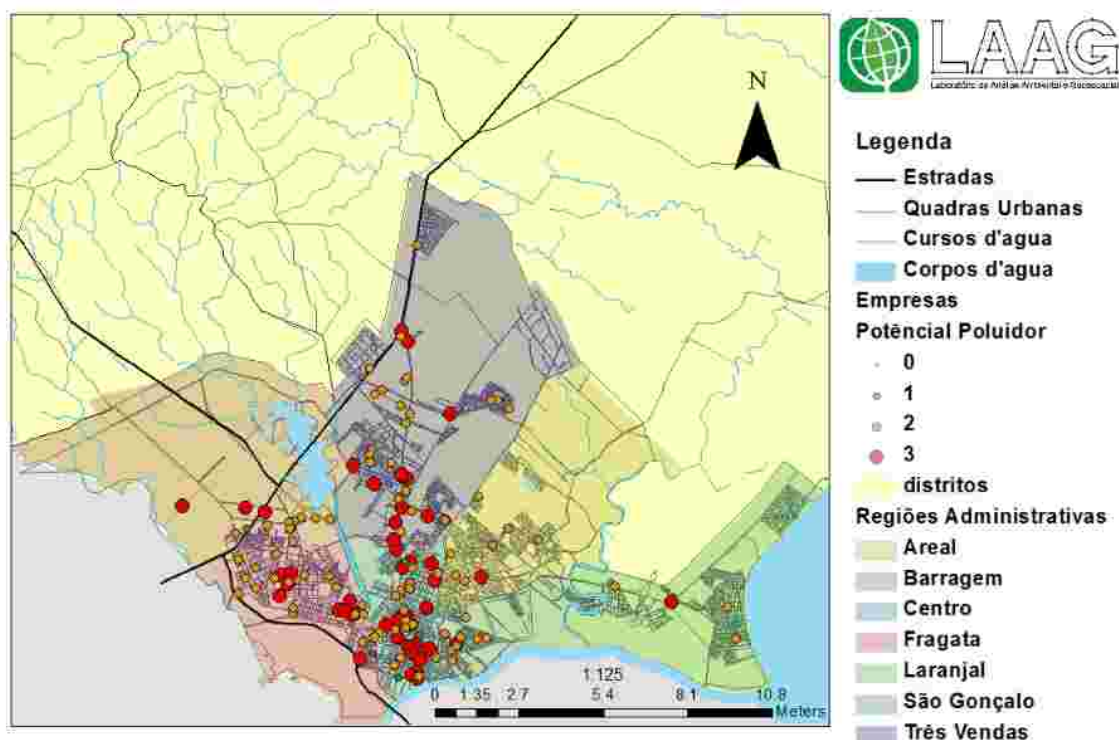 LAAG
N
Legenda
Estradas
Quadras Urbanas
Cursos d'agua
Corpos d'agua
Empresas
Potêncial Poluidor
0
1
2
3
distritos
Regiões Administrativas
Areal
Barragem
Centro
Fragata
Laranjal
São Gonçalo
Três Vendas
1:125
0 1.35 2.7 5.4 8.1 10.8
Meters